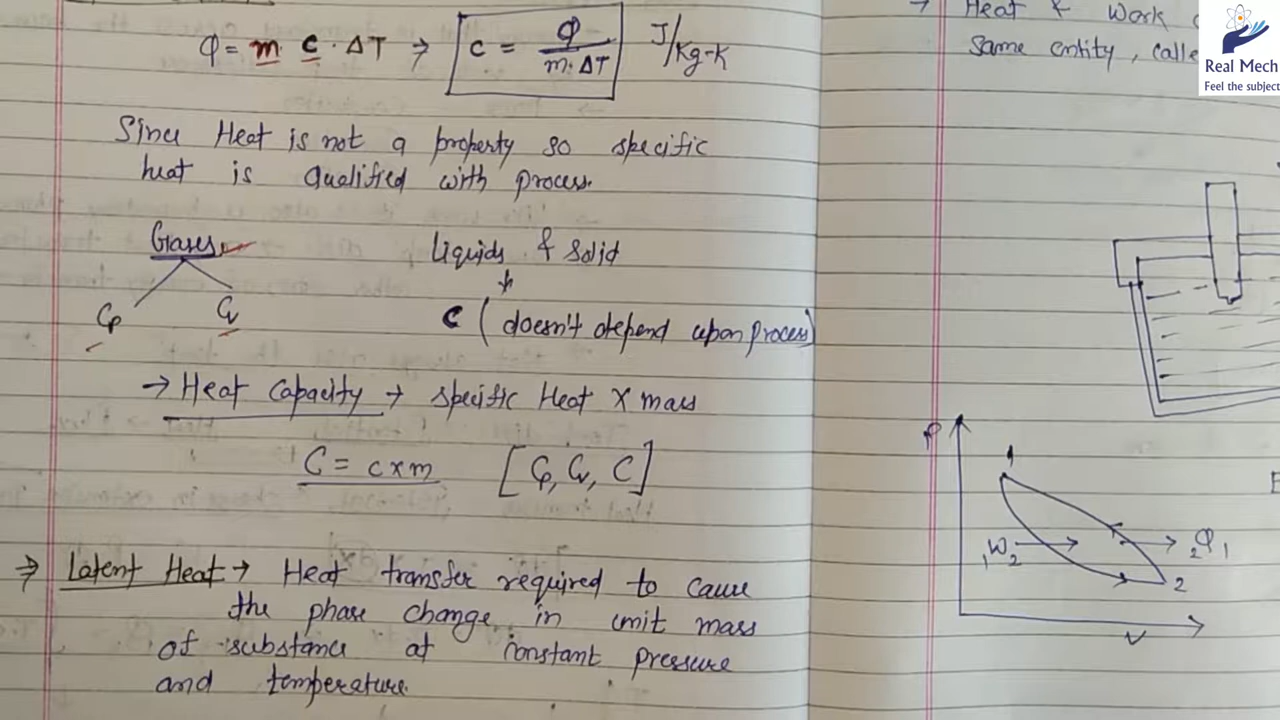 Q = m. c. ΔT → c = Q / m. ΔT J/Kg-K
Since Heat is not a property so specific
heat is Qualified with process.
Gases
Cp Cv
Liquids & Solid
C (doesn't depend upon process)
→ Heat Capacity → specific Heat x mass
C = c x m [Cp, Cv, C]
⇒ Latent Heat → Heat transfer required to cause
the phase change in unit mass
of substance at constant pressure
and temperature.
→ Heat & Work
same entity, calle
Real Mech
Feel the subject
P
1
1W2
2Q1
2
V